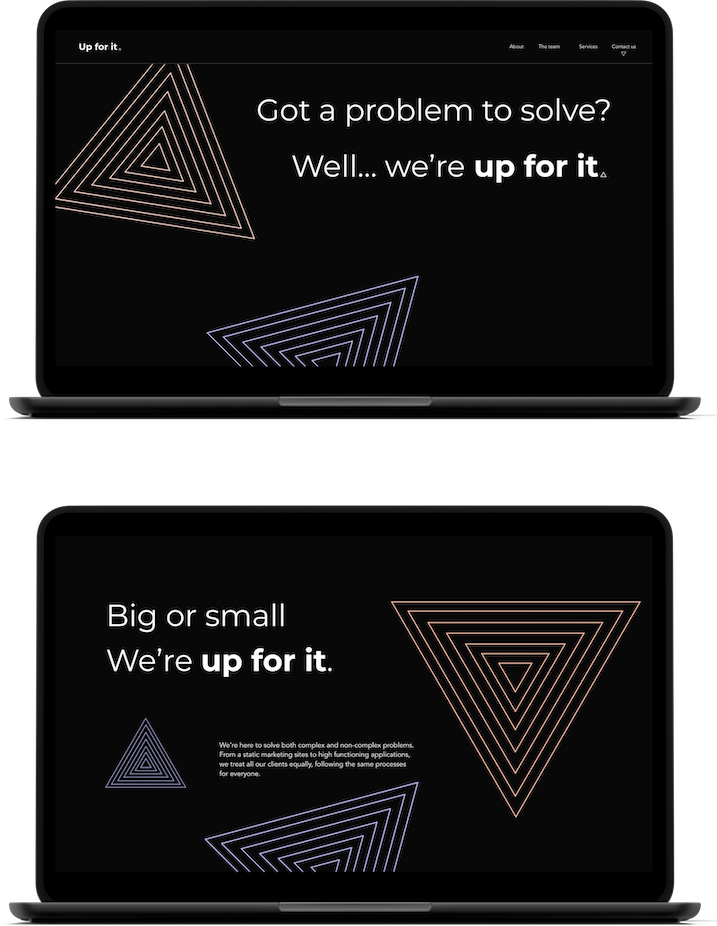 Up for it.
About The team Services Contact us
Got a problem to solve?
Well... we're up for it
Big or small
We're up for it.
We're here to solve both complex and non-complex problems.
From a static marketing sites to high functioning applications,
we treat all our clients equally, following the same processes
for everyone.